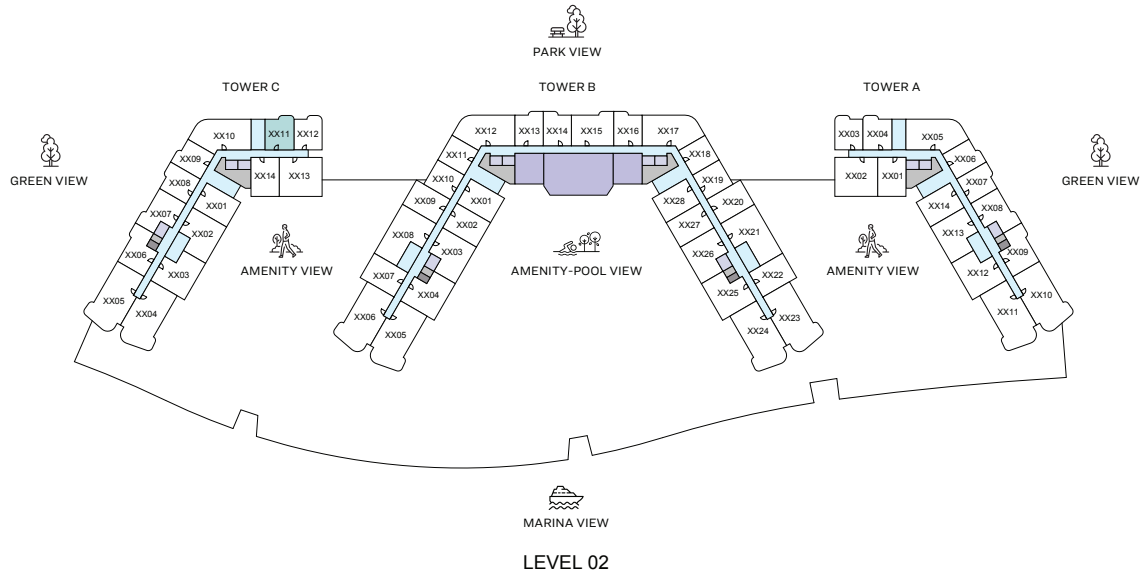 PARK VIEW
TOWER C
TOWER B
TOWER A
GREEN VIEW
GREEN VIEW
XX10
XX11
XX12
XX09
XX08
XX07
XX06
XX05
XX04
XX03
XX02
XX01
XX14
XX13
AMENITY VIEW
XX12
XX13
XX14
XX15
XX16
XX17
XX11
XX10
XX09
XX08
XX07
XX06
XX05
XX04
XX03
XX02
XX01
XX18
XX19
XX20
XX21
XX22
XX23
XX24
XX25
XX26
XX27
XX28
AMENITY-POOL VIEW
XX03
XX04
XX05
XX02
XX01
XX06
XX07
XX08
XX09
XX10
XX11
XX12
XX13
XX14
AMENITY VIEW
MARINA VIEW
LEVEL 02